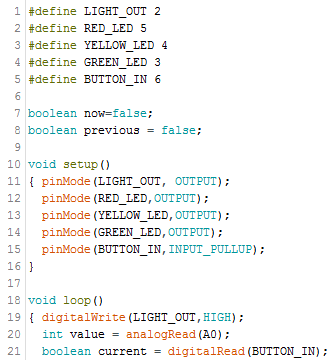 1 #define LIGHT_OUT 2
2 #define RED_LED 5
3 #define YELLOW_LED 4
4 #define GREEN_LED 3
5 #define BUTTON_IN 6
6
7 boolean now=false;
8 boolean previous = false;
9
10 void setup()
11 { pinMode(LIGHT_OUT, OUTPUT);
12   pinMode(RED_LED,OUTPUT);
13   pinMode(YELLOW_LED,OUTPUT);
14   pinMode(GREEN_LED,OUTPUT);
15   pinMode(BUTTON_IN,INPUT_PULLUP);
16 }
17
18 void loop()
19 { digitalWrite(LIGHT_OUT,HIGH);
20   int value = analogRead(A0);
21   boolean current = digitalRead(BUTTON_IN);